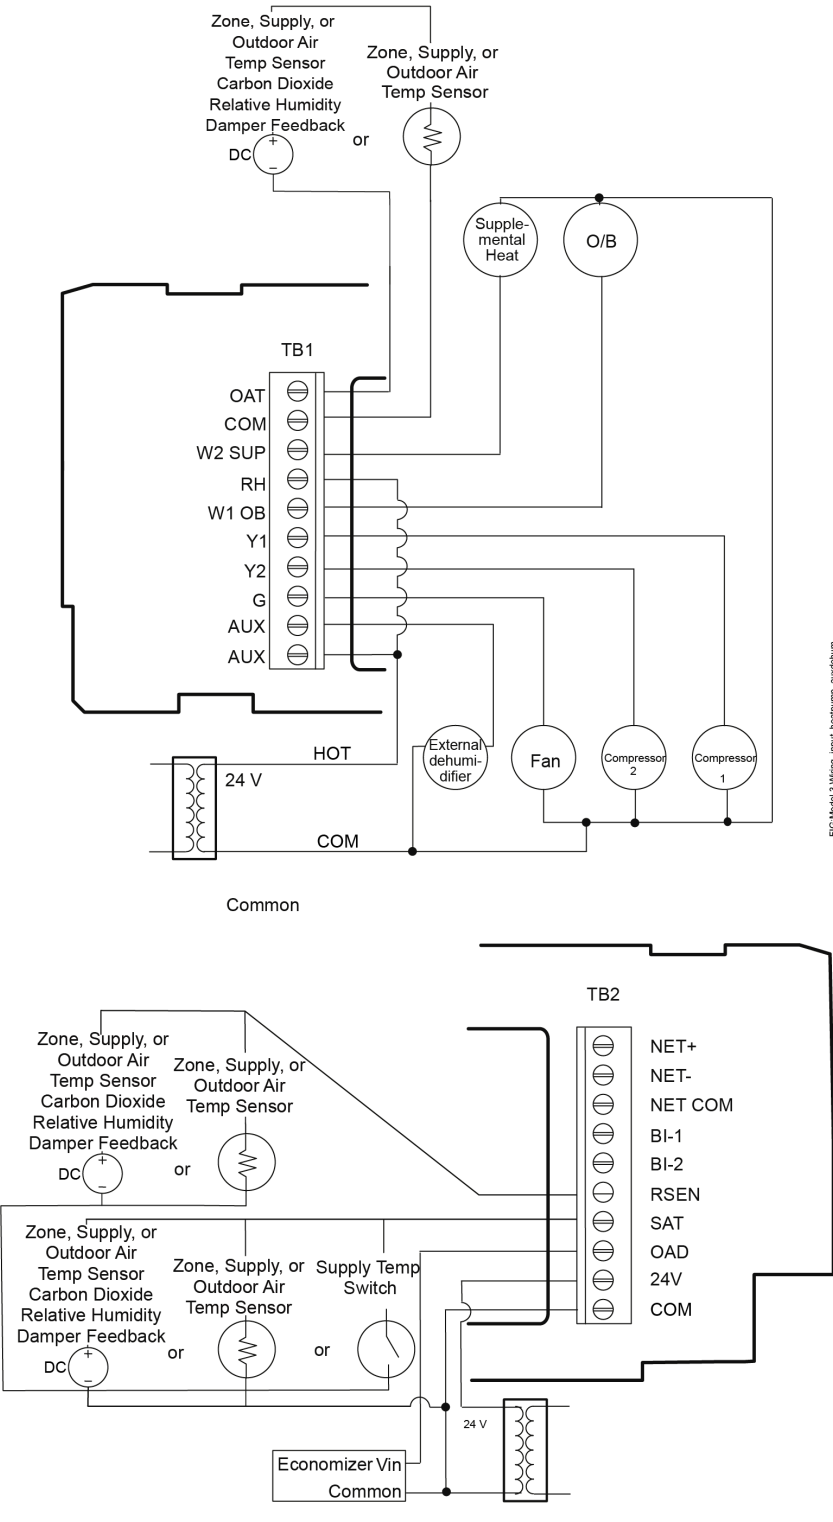 Zone, Supply, or
Outdoor Air
Temp Sensor
Carbon Dioxide
Relative Humidity
Damper Feedback
DC
+
–
or
Zone, Supply, or
Outdoor Air
Temp Sensor
Supple-
mental
Heat
O/B
TB1
OAT
COM
W2 SUP
RH
W1 OB
Y1
Y2
G
AUX
AUX
HOT
24 V
COM
External
dehumi-
difier
Fan
Compressor
2
Compressor
1
Common
TB2
NET+
NET-
NET COM
BI-1
BI-2
RSEN
SAT
OAD
24V
COM
Zone, Supply, or
Outdoor Air
Temp Sensor
Carbon Dioxide
Relative Humidity
Damper Feedback
DC
+
–
or
Zone, Supply, or
Outdoor Air
Temp Sensor
Zone, Supply, or
Outdoor Air
Temp Sensor
Carbon Dioxide
Relative Humidity
Damper Feedback
DC
+
–
or
Zone, Supply, or
Outdoor Air
Temp Sensor
or
Supply Temp
Switch
24 V
Economizer Vin
Common